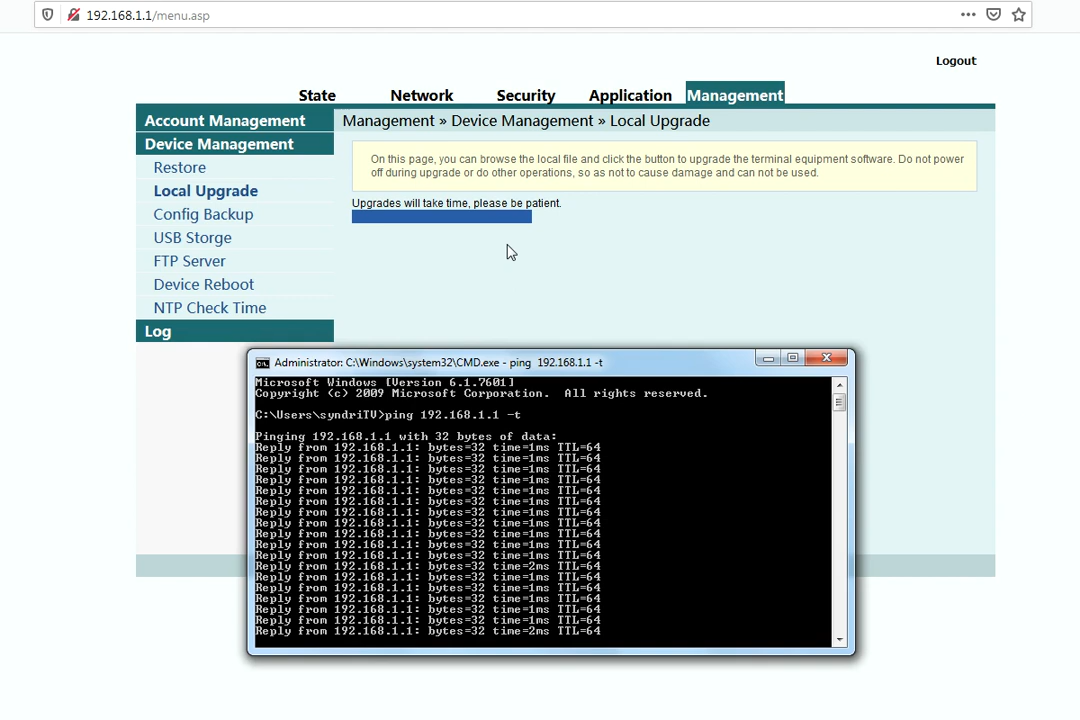 192.168.1.1/menu.asp
Logout
State Network Security Application Management
Account Management
Management » Device Management » Local Upgrade
Device Management
Restore
Local Upgrade
Config Backup
USB Storge
FTP Server
Device Reboot
NTP Check Time
Log
On this page, you can browse the local file and click the button to upgrade the terminal equipment software. Do not power
off during upgrade or do other operations, so as not to cause damage and can not be used.
Upgrades will take time, please be patient.
Administrator: C:\Windows\system32\CMD.exe - ping 192.168.1.1 -t
Microsoft Windows [Version 6.1.7601]
Copyright (c) 2009 Microsoft Corporation. All rights reserved.
C:\Users\syndriTV>ping 192.168.1.1 -t
Pinging 192.168.1.1 with 32 bytes of data:
Reply from 192.168.1.1: bytes=32 time=1ms TTL=64
Reply from 192.168.1.1: bytes=32 time=1ms TTL=64
Reply from 192.168.1.1: bytes=32 time=1ms TTL=64
Reply from 192.168.1.1: bytes=32 time=1ms TTL=64
Reply from 192.168.1.1: bytes=32 time=1ms TTL=64
Reply from 192.168.1.1: bytes=32 time=1ms TTL=64
Reply from 192.168.1.1: bytes=32 time=1ms TTL=64
Reply from 192.168.1.1: bytes=32 time=1ms TTL=64
Reply from 192.168.1.1: bytes=32 time=1ms TTL=64
Reply from 192.168.1.1: bytes=32 time=1ms TTL=64
Reply from 192.168.1.1: bytes=32 time=1ms TTL=64
Reply from 192.168.1.1: bytes=32 time=2ms TTL=64
Reply from 192.168.1.1: bytes=32 time=1ms TTL=64
Reply from 192.168.1.1: bytes=32 time=1ms TTL=64
Reply from 192.168.1.1: bytes=32 time=1ms TTL=64
Reply from 192.168.1.1: bytes=32 time=1ms TTL=64
Reply from 192.168.1.1: bytes=32 time=1ms TTL=64
Reply from 192.168.1.1: bytes=32 time=2ms TTL=64